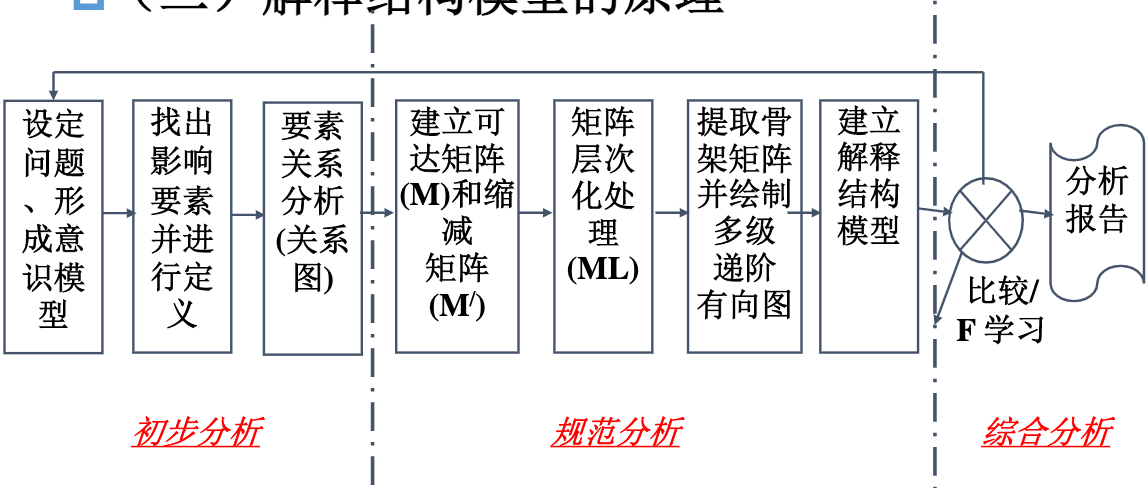 解释结构模型的原理
设定
问题
、形
成意
识模
型
找出
影响
要素
并进
行定
义
要素
关系
分析
(关系
图)
建立可
达矩阵
(M)和缩
减
矩阵
(M/)
矩阵
层次
化处
理
(ML)
提取骨
架矩阵
并绘制
多级
递阶
有向图
建立
解释
结构
模型
比较/
F 学习
分析
报告
初步分析
规范分析
综合分析